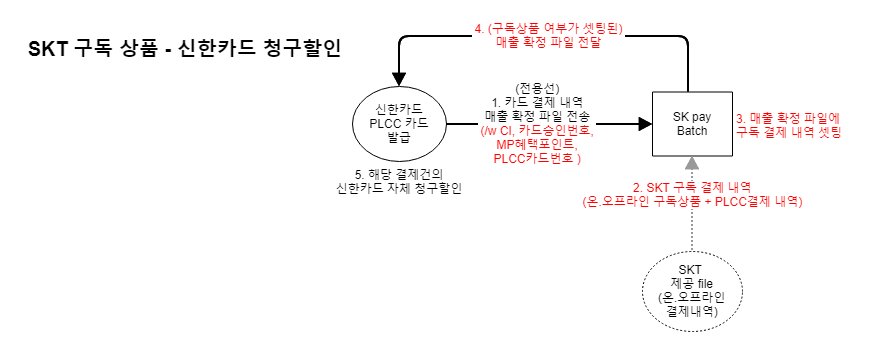 SKT 구독 상품 - 신한카드 청구할인
4. (구독상품 여부가 셋팅된)
매출 확정 파일 전달
신한카드
PLCC 카드
발급
(전용선)
1. 카드 결제 내역
매출 확정 파일 전송
(/w CI, 카드승인번호,
MP혜택포인트,
PLCC카드번호 )
SK pay
Batch
3. 매출 확정 파일에
구독 결제 내역 셋팅
5. 해당 결제건의
신한카드 자체 청구할인
2. SKT 구독 결제 내역
(온.오프라인 구독상품 + PLCC결제 내역)
SKT
제공 file
(온.오프라인
결제내역)